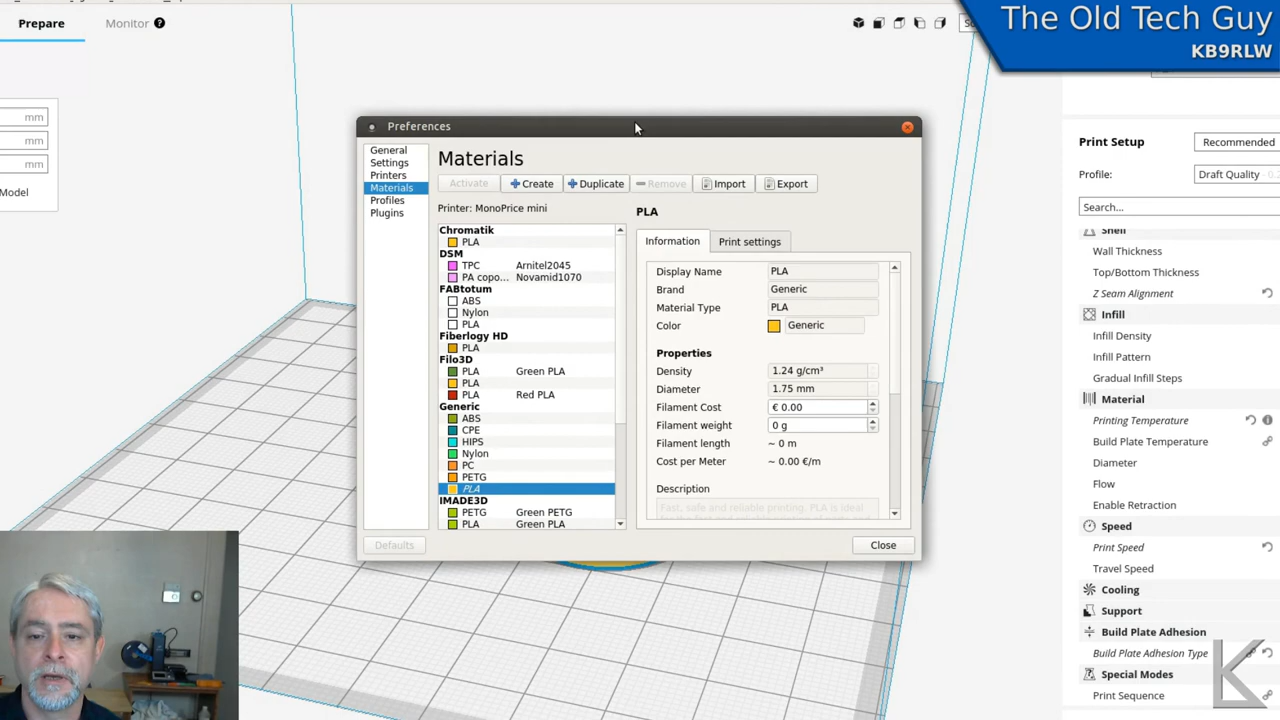 Prepare
Monitor ?
The Old Tech Guy
KB9RLW
mm
mm
mm
Model
Preferences
General
Settings
Printers
Materials
Profiles
Plugins
Materials
Activate
Create
Duplicate
Remove
Import
Export
Printer: MonoPrice mini
Chromatik
PLA
DSM
TPC Arnitel2045
PA copo... Novamid1070
FABtotum
ABS
Nylon
PLA
Fiberlogy HD
PLA
Filo3D
PLA Green PLA
PLA
PLA Red PLA
Generic
ABS
CPE
HIPS
Nylon
PC
PETG
PLA
IMADE3D
PETG Green PETG
PLA Green PLA
PLA
Information
Print settings
Display Name PLA
Brand Generic
Material Type PLA
Color Generic
Properties
Density 1.24 g/cm³
Diameter 1.75 mm
Filament Cost € 0.00
Filament weight 0 g
Filament length ~ 0 m
Cost per Meter ~ 0.00 €/m
Description
Fast, safe and reliable printing. PLA is ideal
Defaults
Close
Print Setup
Recommended
Profile:
Draft Quality
Search...
Shell
Wall Thickness
Top/Bottom Thickness
Z Seam Alignment
Infill
Infill Density
Infill Pattern
Gradual Infill Steps
Material
Printing Temperature
Build Plate Temperature
Diameter
Flow
Enable Retraction
Speed
Print Speed
Travel Speed
Cooling
Support
Build Plate Adhesion
Build Plate Adhesion Type
Special Modes
Print Sequence
K